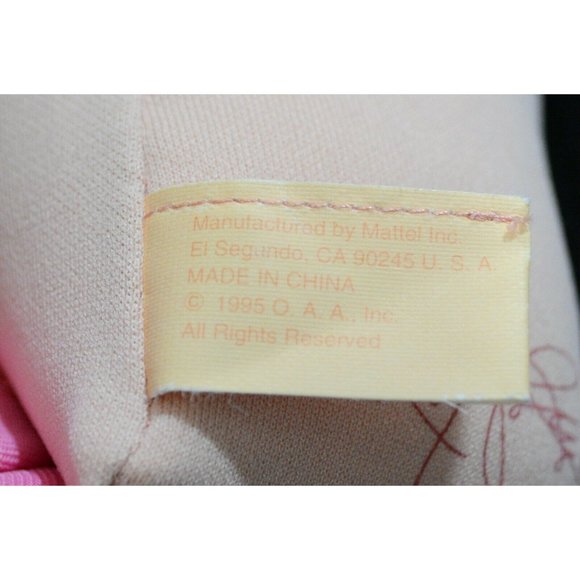 Manufactured by Mattel Inc.
El Segundo, CA 90245 U. S. A.
MADE IN CHINA
© 1995 O. A. A., Inc.
All Rights Reserved